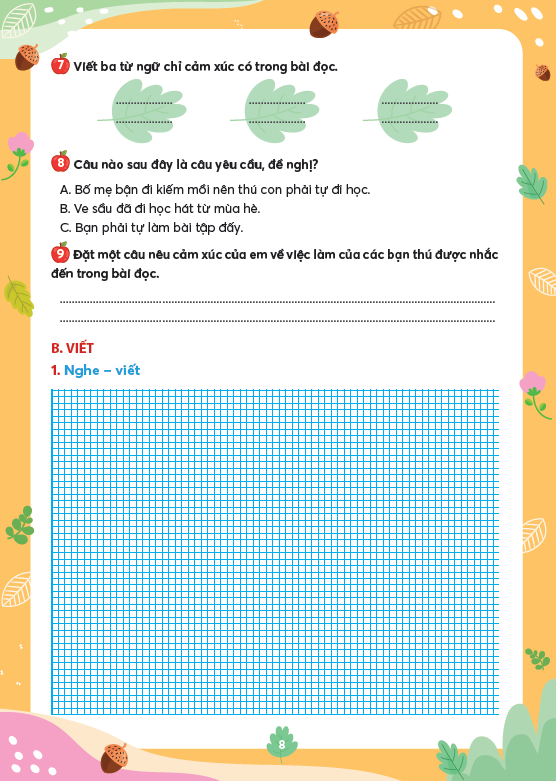 7 Viết ba từ ngữ chỉ cảm xúc có trong bài đọc.
8 Câu nào sau đây là câu yêu cầu, đề nghị?
A. Bố mẹ bận đi kiếm mồi nên thú con phải tự đi học.
B. Ve sầu đã đi học hát từ mùa hè.
C. Bạn phải tự làm bài tập đấy.
9 Đặt một câu nêu cảm xúc của em về việc làm của các bạn thú được nhắc
đến trong bài đọc.
B. VIẾT
1. Nghe – viết
8